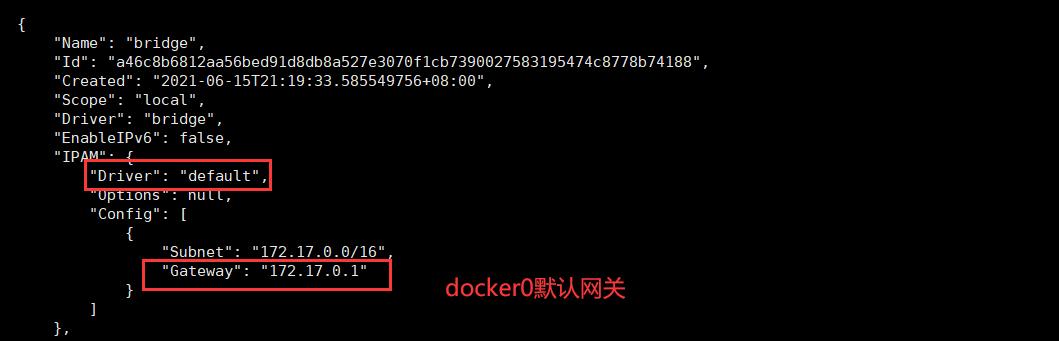 {
"Name": "bridge",
"Id": "a46c8b6812aa56bed91d8db8a527e3070f1cb7390027583195474c8778b74188",
"Created": "2021-06-15T21:19:33.585549756+08:00",
"Scope": "local",
"Driver": "bridge",
"EnableIPv6": false,
"IPAM": {
"Driver": "default",
"Options": null,
"Config": [
{
"Subnet": "172.17.0.0/16",
"Gateway": "172.17.0.1"
}
docker0默认网关
]
},